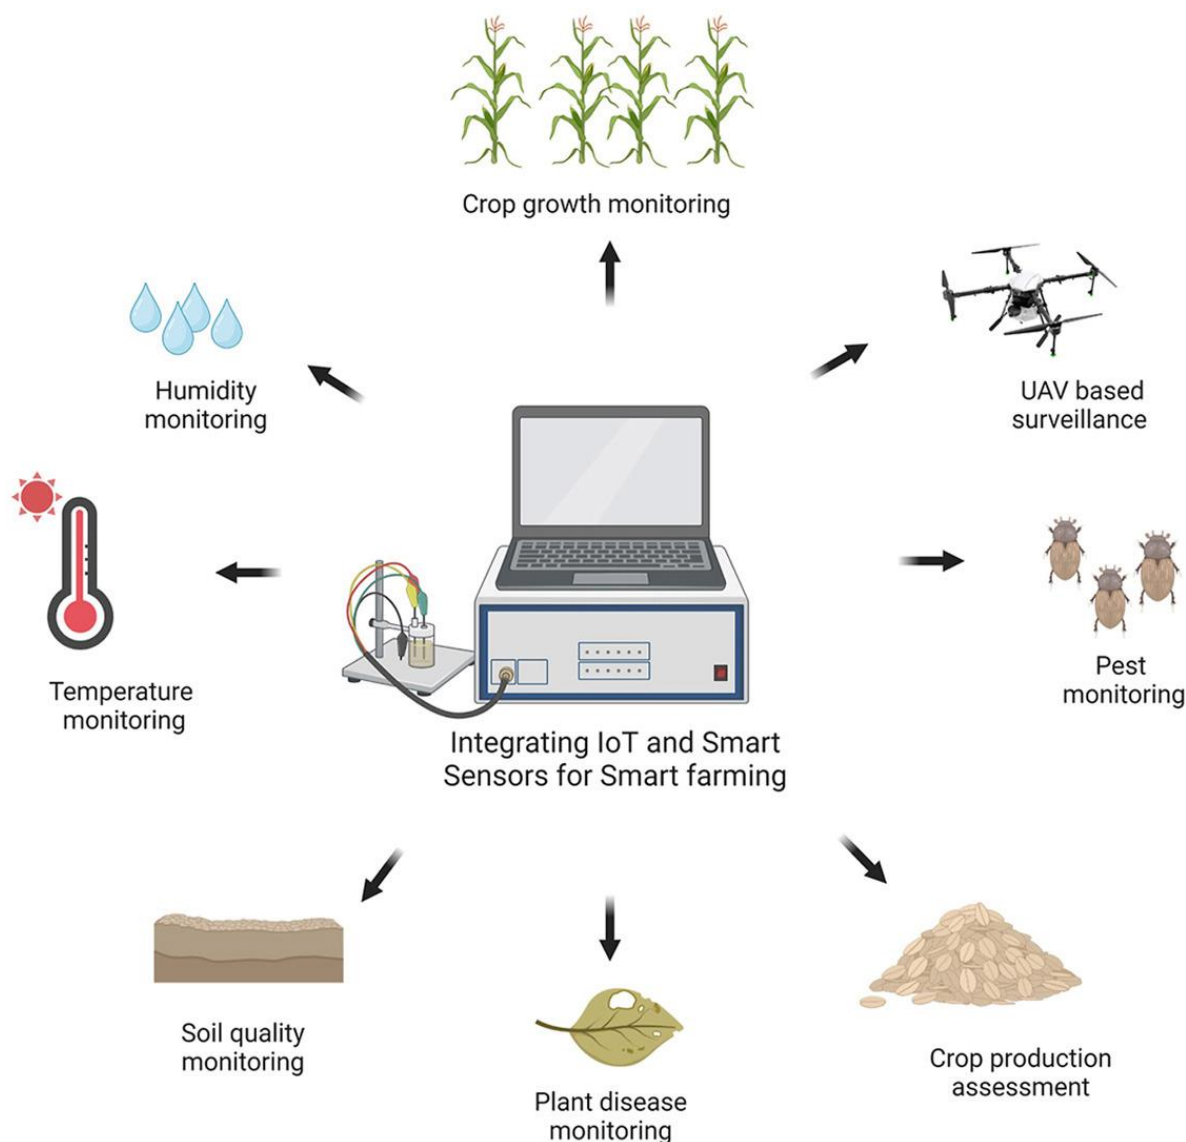 Crop growth monitoring
Humidity
monitoring
UAV based
surveillance
Temperature
monitoring
Pest
monitoring
Integrating IoT and Smart
Sensors for Smart farming
Soil quality
monitoring
Plant disease
monitoring
Crop production
assessment